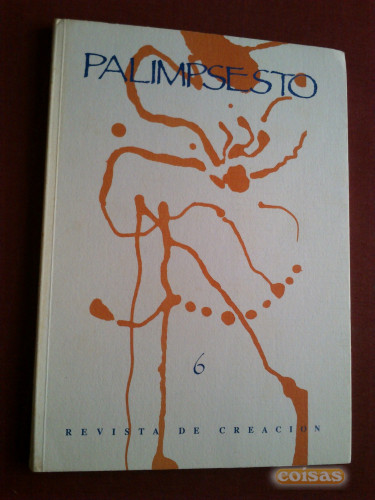 PALIMPSESTO
6
REVISTA DE CREACION
coisas